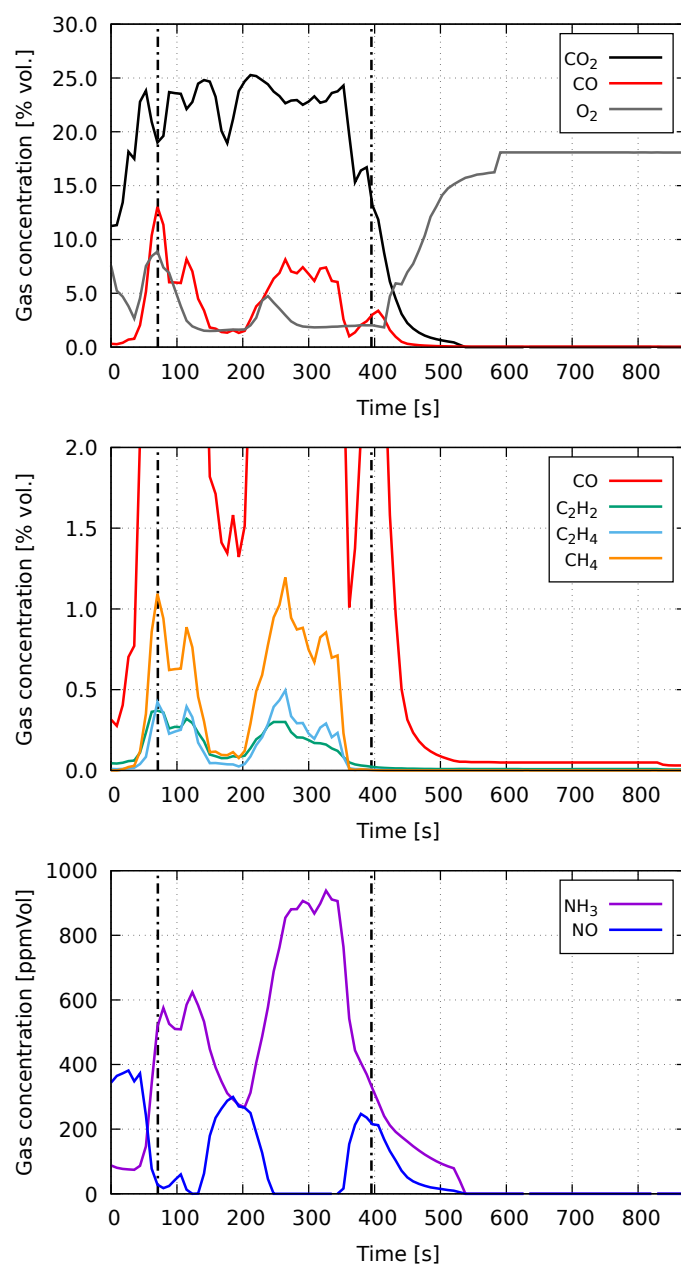 Gas concentration [% vol.]
30.0
25.0
20.0
15.0
10.0
5.0
0.0
CO₂
CO
O₂
0 100 200 300 400 500 600 700 800
Time [s]
Gas concentration [% vol.]
2.0
1.5
1.0
0.5
0.0
CO
C₂H₂
C₂H₄
CH₄
0 100 200 300 400 500 600 700 800
Time [s]
Gas concentration [ppmVol]
1000
800
600
400
200
0
NH₃
NO
0 100 200 300 400 500 600 700 800
Time [s]